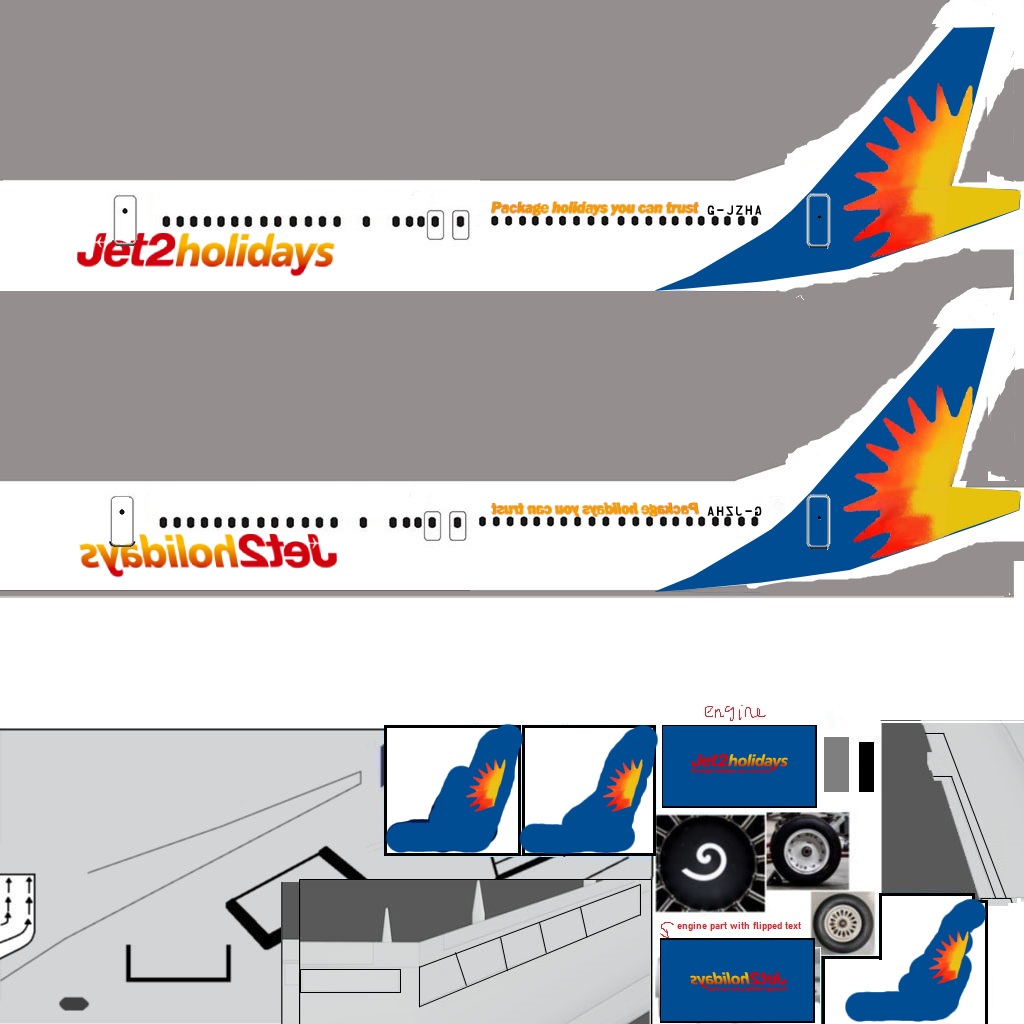 Package holidays you can trust G-JZHA
Jet2holidays
Package holidays you can trust G-JZHA
Jet2holidays
engine
Jet2holidays
engine part with flipped text
Jet2holidays